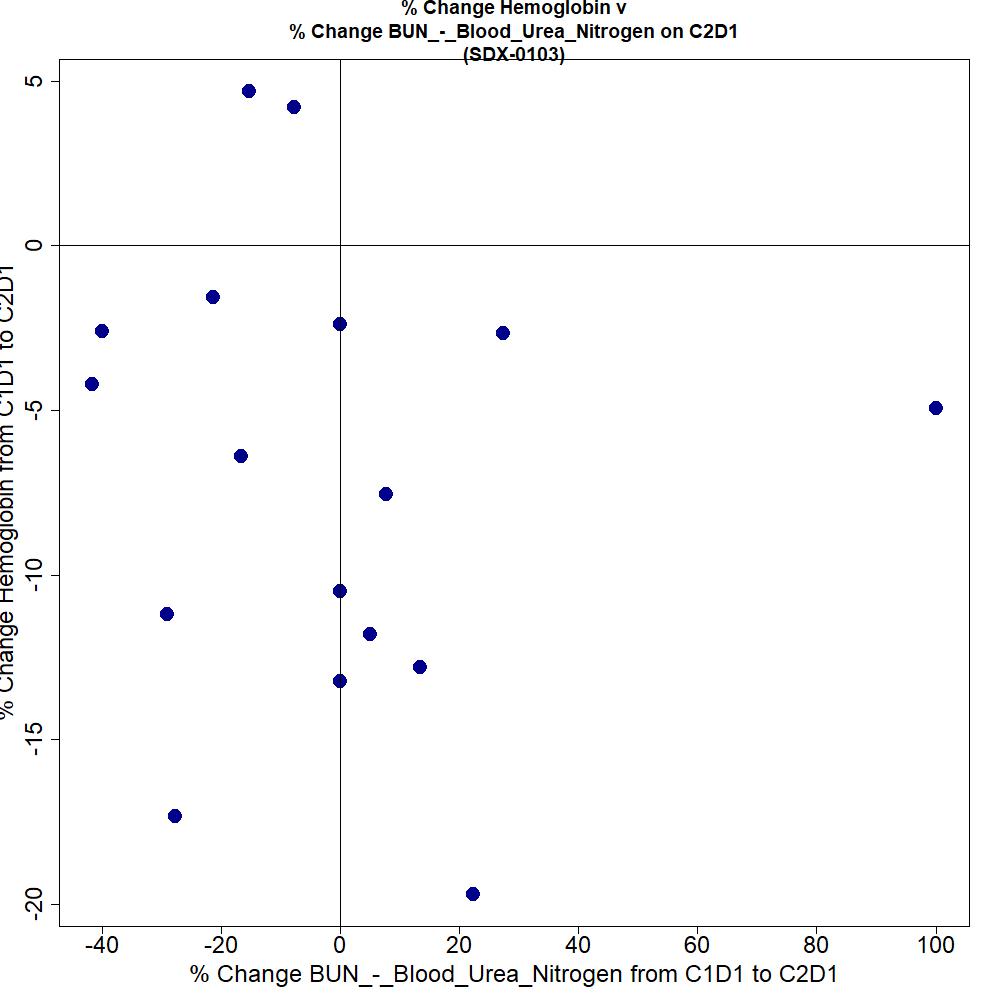 % Change Hemoglobin v
% Change BUN_-_Blood_Urea_Nitrogen on C2D1
(SDX-0103)
% Change Hemoglobin from C1D1 to C2D1
5
0
-5
-10
-15
-20
-40
-20
0
20
40
60
80
100
% Change BUN_-_Blood_Urea_Nitrogen from C1D1 to C2D1